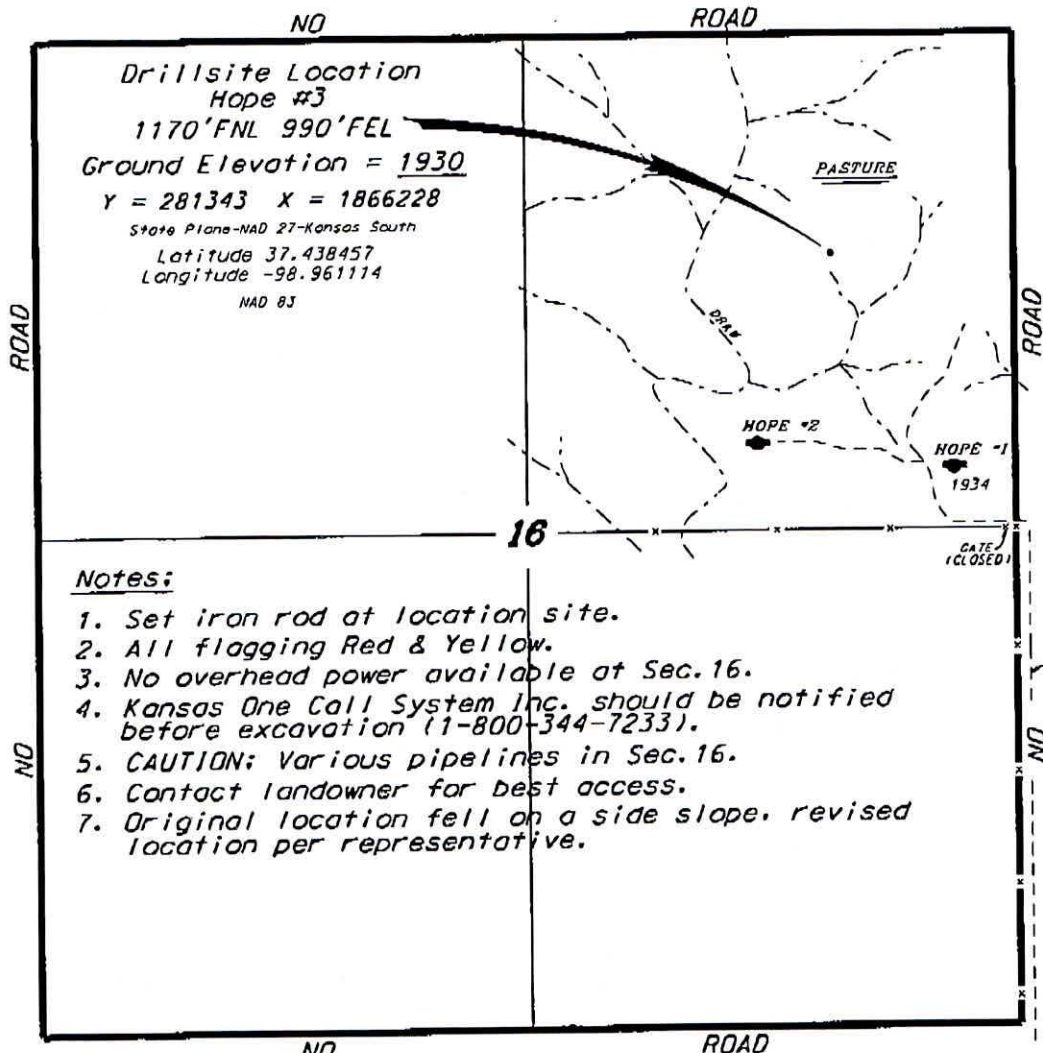 NO ROAD
Drillsite Location
Hope #3
1170'FNL 990'FEL
Ground Elevation = 1930
Y = 281343 X = 1866228
State Plane-NAD 27-Kansas South
Latitude 37.438457
Longitude -98.961114
NAD 83
PASTURE
DRAW
NO ROAD
ROAD
HOPE #2
HOPE #1
1934
16
GATE
(CLOSED)
Notes:
1. Set iron rod at location site.
2. All flagging Red & Yellow.
3. No overhead power available at Sec.16.
4. Kansas One Call System Inc. should be notified
before excavation (1-800-344-7233).
5. CAUTION: Various pipelines in Sec.16.
6. Contact landowner for best access.
7. Original location fell on a side slope. revised
location per representative.
NO
NO ROAD